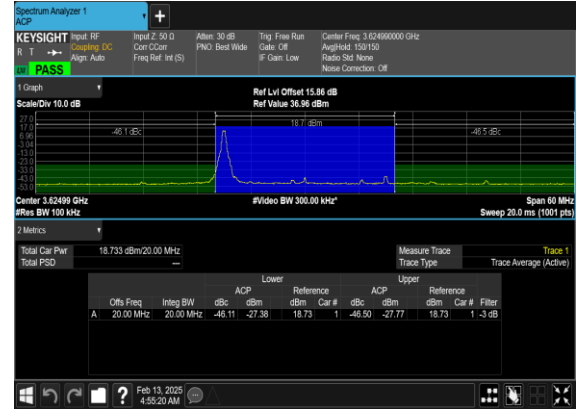 Spectrum Analyzer 1
ACP
KEYSIGHT
R T
PASS
Input: RF
Coupling: DC
Align: Auto
Input Z: 50 Ω
Corr CCorr
Freq Ref: Int (S)
Atten: 30 dB
PNO: Best Wide
Trig: Free Run
Gate: Off
IF Gain: Low
Center Freq: 3.624990000 GHz
Avg|Hold: 150/150
Radio Std: None
Noise Correction: Off
1 Graph
Scale/Div 10.0 dB
Ref Lvl Offset 15.86 dB
Ref Value 36.96 dBm
27.0
17.0
6.96
-3.04
-13.0
-23.0
-33.0
-43.0
-53.0
-46.1 dBc
18.7 dBm
-46.5 dBc
Center 3.62499 GHz
#Res BW 100 kHz
#Video BW 300.00 kHz*
Span 60 MHz
Sweep 20.0 ms (1001 pts)
2 Metrics
Total Car Pwr 18.733 dBm/20.00 MHz
Total PSD ---
Measure Trace Trace 1
Trace Type Trace Average (Active)
Lower Upper
ACP Reference ACP Reference
Offs Freq Integ BW dBc dBm dBm Car # dBc dBm dBm Car # Filter
A 20.00 MHz 20.00 MHz -46.11 -27.38 18.73 1 -46.50 -27.77 18.73 1 -3 dB
?
Feb 13, 2025
4:55:20 AM